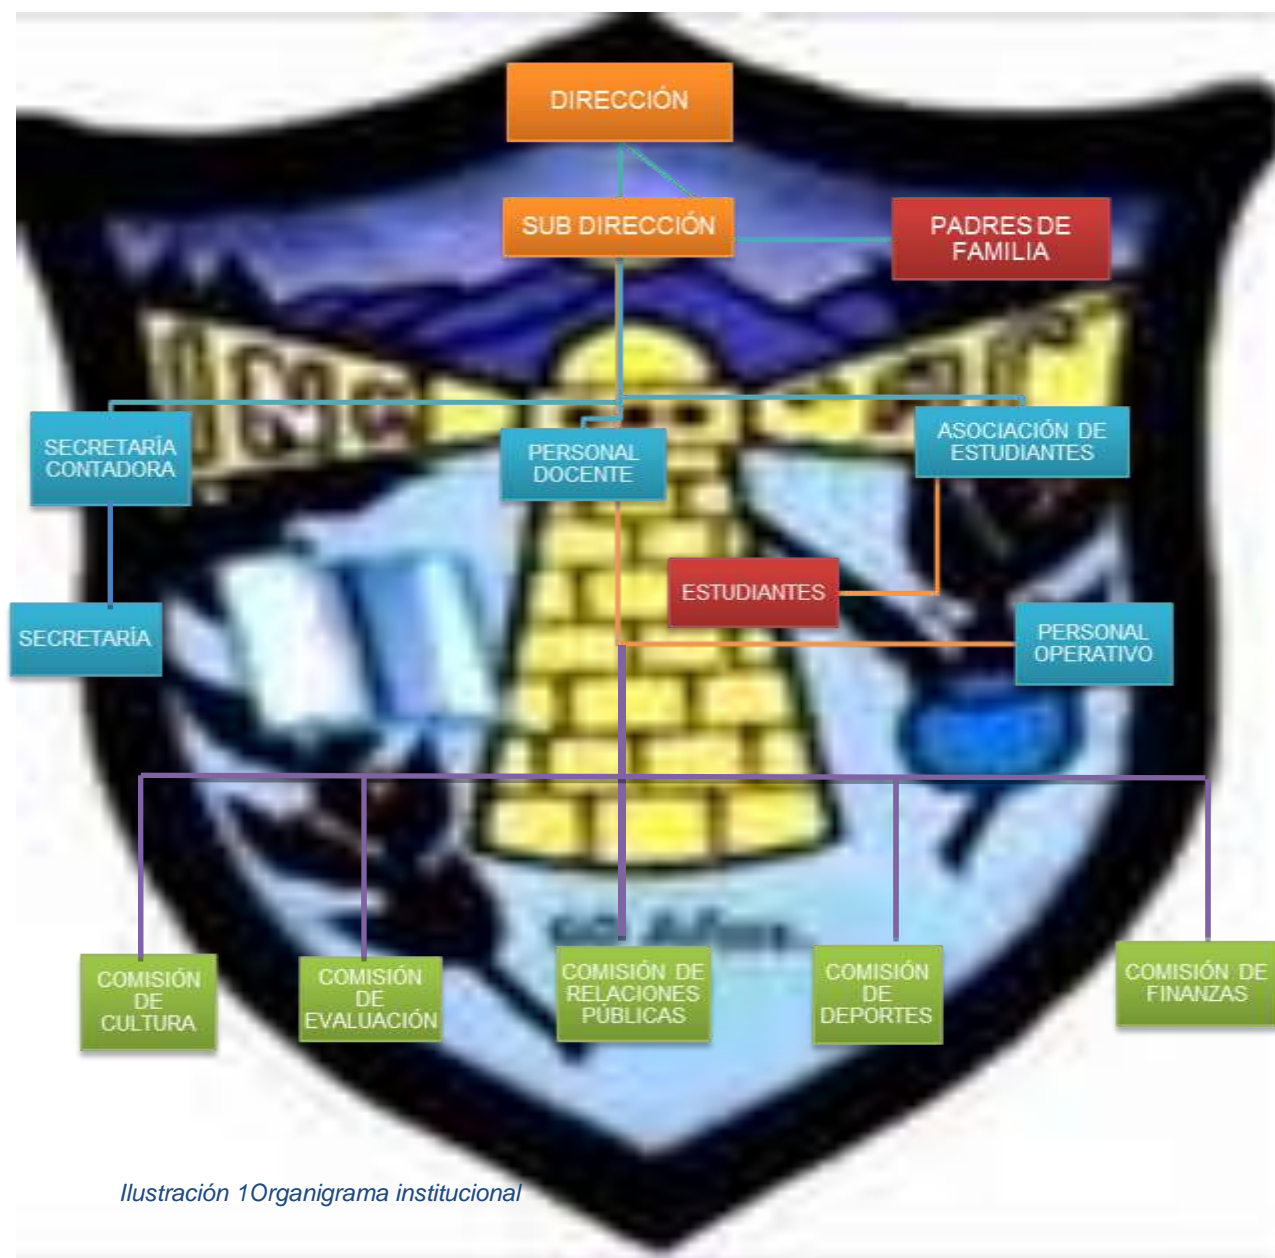 DIRECCIÓN
SUB DIRECCIÓN
PADRES DE
FAMILIA
SECRETARÍA
CONTADORA
PERSONAL
DOCENTE
ASOCIACIÓN DE
ESTUDIANTES
ESTUDIANTES
SECRETARÍA
PERSONAL
OPERATIVO
COMISIÓN
DE
CULTURA
COMISIÓN
DE
EVALUACIÓN
COMISIÓN DE
RELACIONES
PÚBLICAS
COMISIÓN
DE
DEPORTES
COMISIÓN DE
FINANZAS
Ilustración 1Organigrama institucional